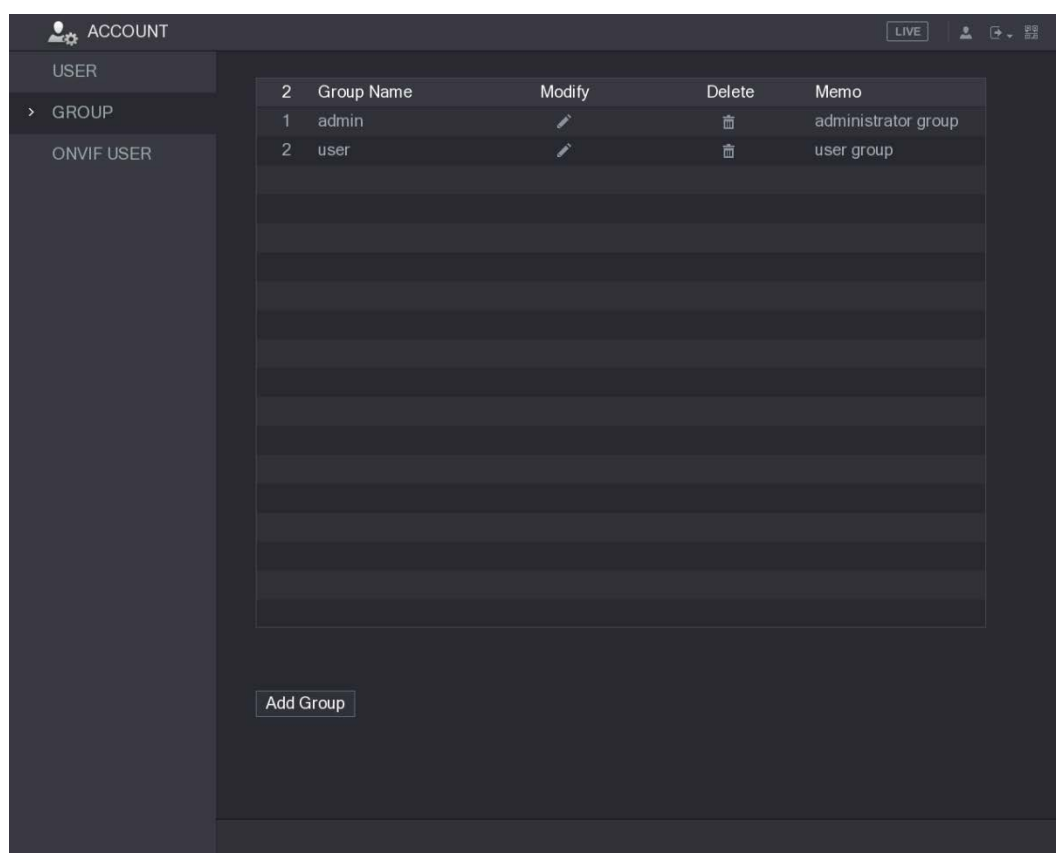 ACCOUNT
LIVE
USER
GROUP
ONVIF USER
2 Group Name Modify Delete Memo
1 admin administrator group
2 user user group
Add Group